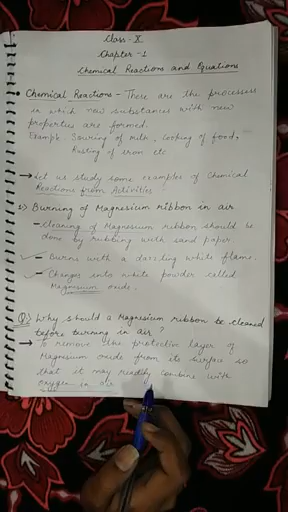 Class - X
Chapter - 1
Chemical Reactions and Equations
• Chemical Reactions - These are the processes
in which new substances with new
properties are formed.
Example - Souring of milk, cooking of food,
Rusting of iron etc
→ Let us study some examples of Chemical
Reactions from Activities
1) Burning of Magnesium ribbon in air
- Cleaning of Magnesium ribbon should be
done by rubbing with sand paper
- Burns with a dazzling white flame.
- Changes into white powder called
Magnesium oxide.
Q) Why should a Magnesium ribbon be cleaned
before burning in air?
→ To remove the protective layer of
Magnesium oxide from its surface so
that it may readily combine with
oxygen in air